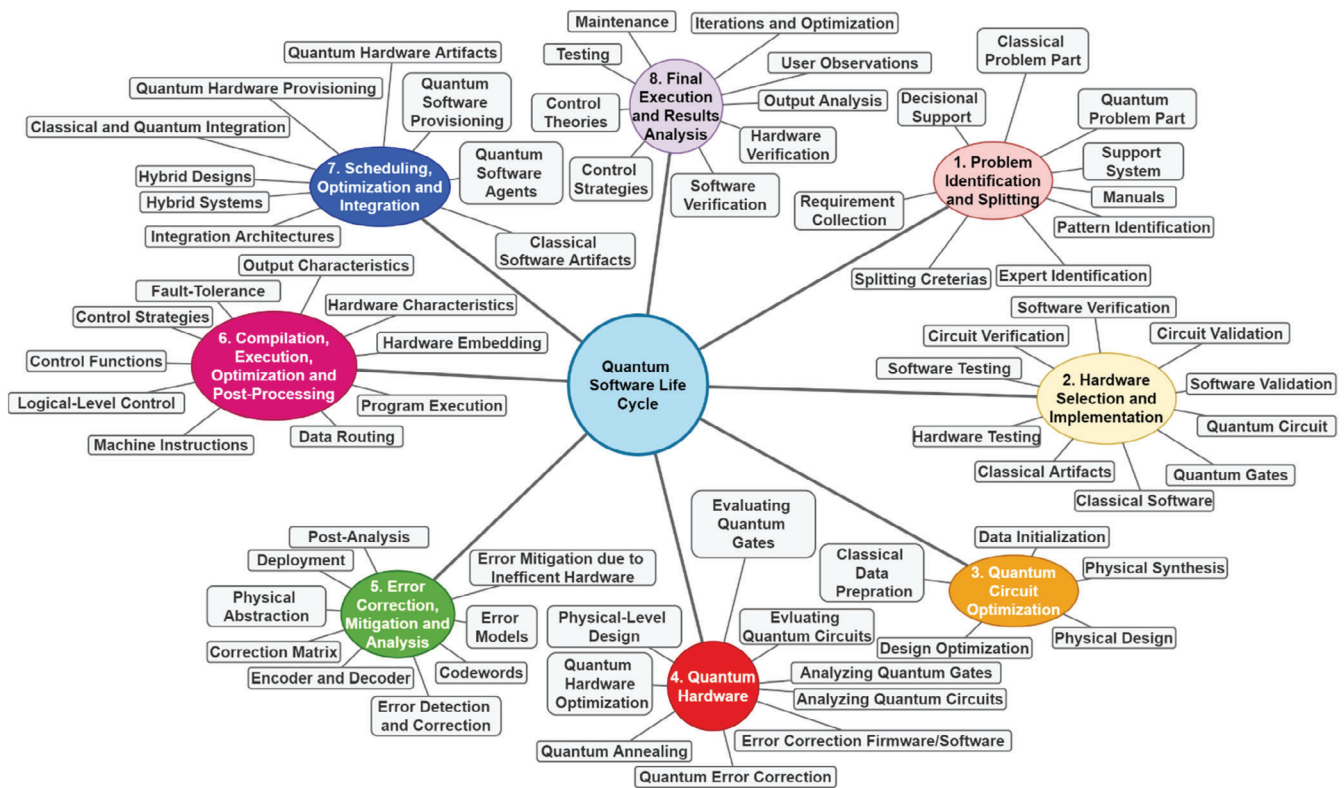 Quantum
Software Life
Cycle
1. Problem
Identification
and Splitting
Classical
Problem Part
Decisional
Support
Quantum
Problem Part
Support
System
Manuals
Requirement
Collection
Pattern Identification
Splitting Creterias
Expert Identification
2. Hardware
Selection and
Implementation
Software Verification
Circuit Verification
Circuit Validation
Software Testing
Software Validation
Quantum Circuit
Hardware Testing
Classical Artifacts
Quantum Gates
Classical Software
3. Quantum
Circuit
Optimization
Data Initialization
Classical
Data
Prepration
Physical Synthesis
Physical Design
Design Optimization
4. Quantum
Hardware
Evaluating
Quantum
Gates
Physical-Level
Design
Evluating
Quantum Circuits
Quantum
Hardware
Optimization
Analyzing Quantum Gates
Analyzing Quantum Circuits
Error Correction Firmware/Software
Quantum Annealing
Quantum Error Correction
5. Error
Correction,
Mitigation and
Analysis
Post-Analysis
Deployment
Error Mitigation due to
Inefficent Hardware
Physical
Abstraction
Error
Models
Correction Matrix
Codewords
Encoder and Decoder
Error Detection
and Correction
6. Compilation,
Execution,
Optimization and
Post-Processing
Output Characteristics
Fault-Tolerance
Hardware Characteristics
Control Strategies
Hardware Embedding
Control Functions
Logical-Level Control
Program Execution
Machine Instructions
Data Routing
7. Scheduling,
Optimization and
Integration
Quantum Hardware Artifacts
Quantum Hardware Provisioning
Quantum
Software
Provisioning
Classical and Quantum Integration
Quantum
Software
Agents
Hybrid Designs
Hybrid Systems
Integration Architectures
Classical
Software Artifacts
8. Final
Execution
and Results
Analysis
Maintenance
Iterations and Optimization
Testing
User Observations
Control
Theories
Output Analysis
Hardware
Verification
Control
Strategies
Software
Verification